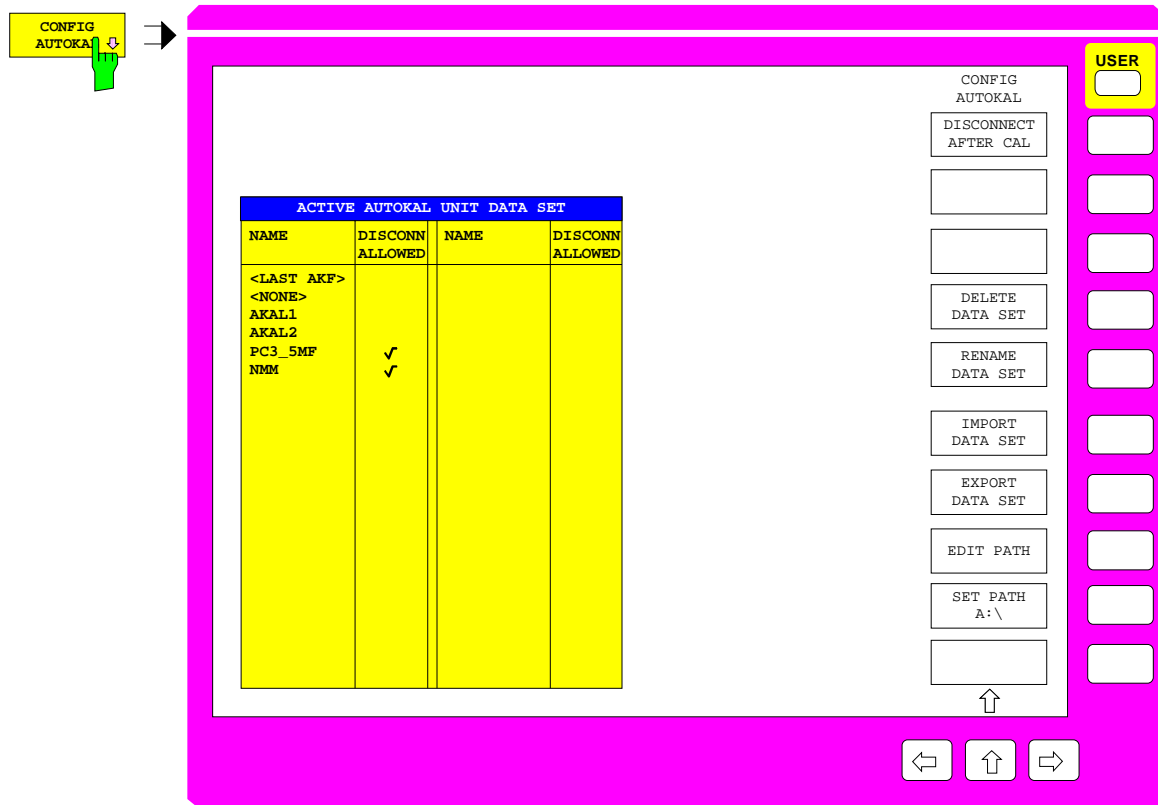 CONFIG
AUTOKAL
USER
CONFIG
AUTOKAL
DISCONNECT
AFTER CAL
ACTIVE AUTOKAL UNIT DATA SET
NAME DISCONN ALLOWED NAME DISCONN ALLOWED
<LAST AKF>
<NONE>
AKAL1
AKAL2
PC3_5MF √
NMM √
DELETE
DATA SET
RENAME
DATA SET
IMPORT
DATA SET
EXPORT
DATA SET
EDIT PATH
SET PATH
A:\